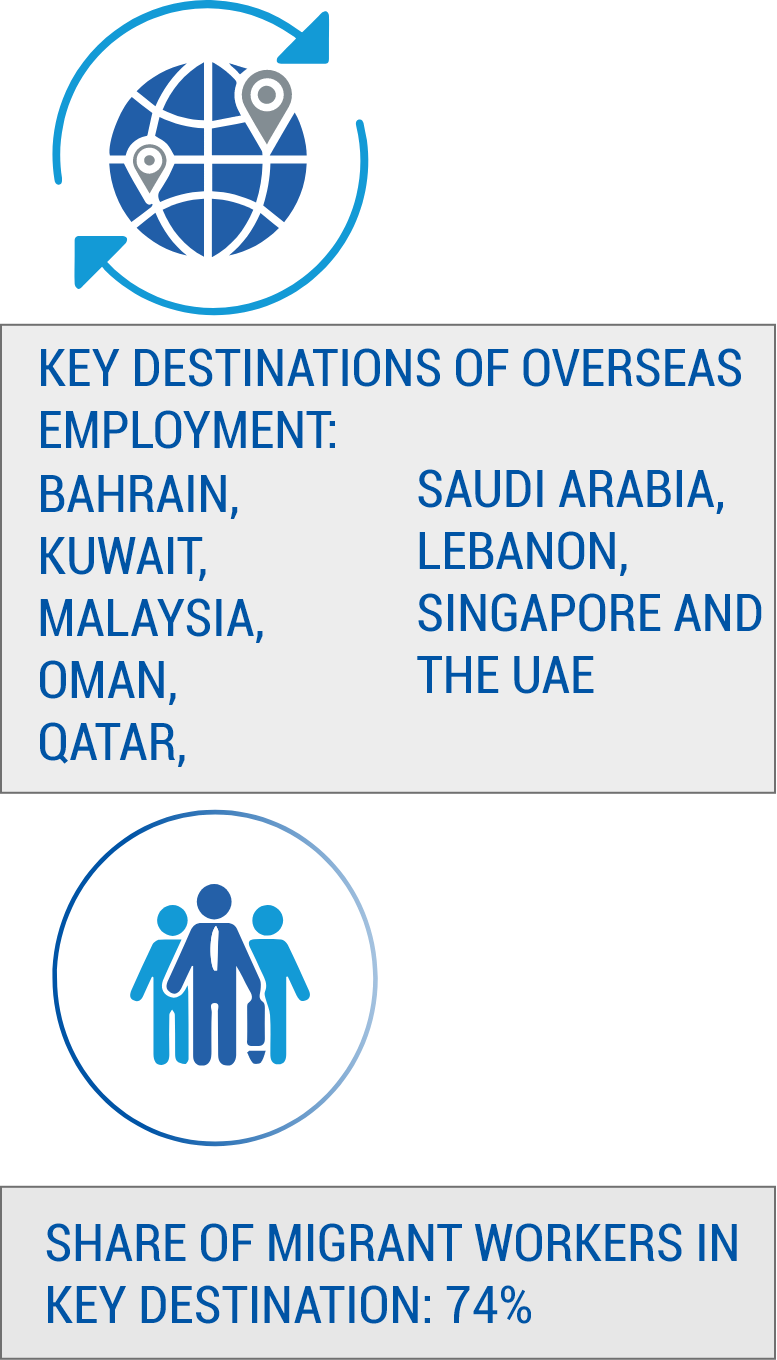 KEY DESTINATIONS OF OVERSEAS
EMPLOYMENT:
BAHRAIN,
KUWAIT,
MALAYSIA,
OMAN,
QATAR,
SAUDI ARABIA,
LEBANON,
SINGAPORE AND
THE UAE
SHARE OF MIGRANT WORKERS IN
KEY DESTINATION: 74%